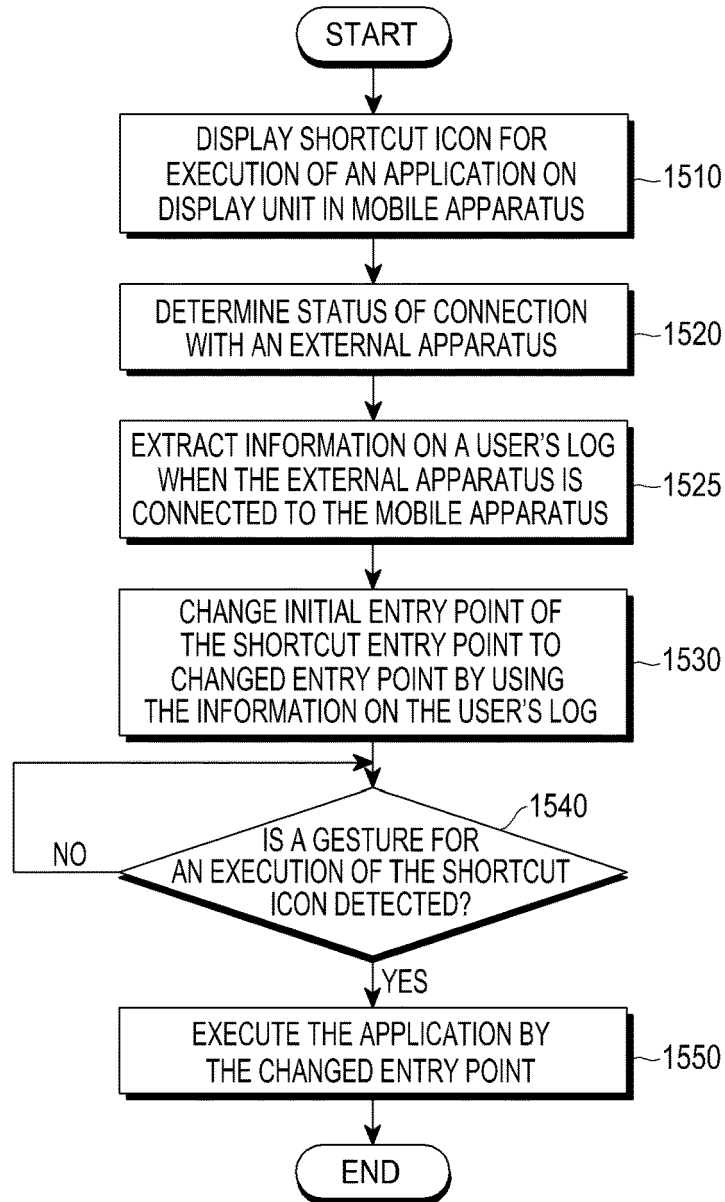 START
DISPLAY SHORTCUT ICON FOR
EXECUTION OF AN APPLICATION ON
DISPLAY UNIT IN MOBILE APPARATUS
1510
DETERMINE STATUS OF CONNECTION
WITH AN EXTERNAL APPARATUS
1520
EXTRACT INFORMATION ON A USER'S LOG
WHEN THE EXTERNAL APPARATUS IS
CONNECTED TO THE MOBILE APPARATUS
1525
CHANGE INITIAL ENTRY POINT OF
THE SHORTCUT ENTRY POINT TO
CHANGED ENTRY POINT BY USING
THE INFORMATION ON THE USER'S LOG
1530
1540
IS A GESTURE FOR
AN EXECUTION OF THE SHORTCUT
ICON DETECTED?
NO
YES
EXECUTE THE APPLICATION BY
THE CHANGED ENTRY POINT
1550
END